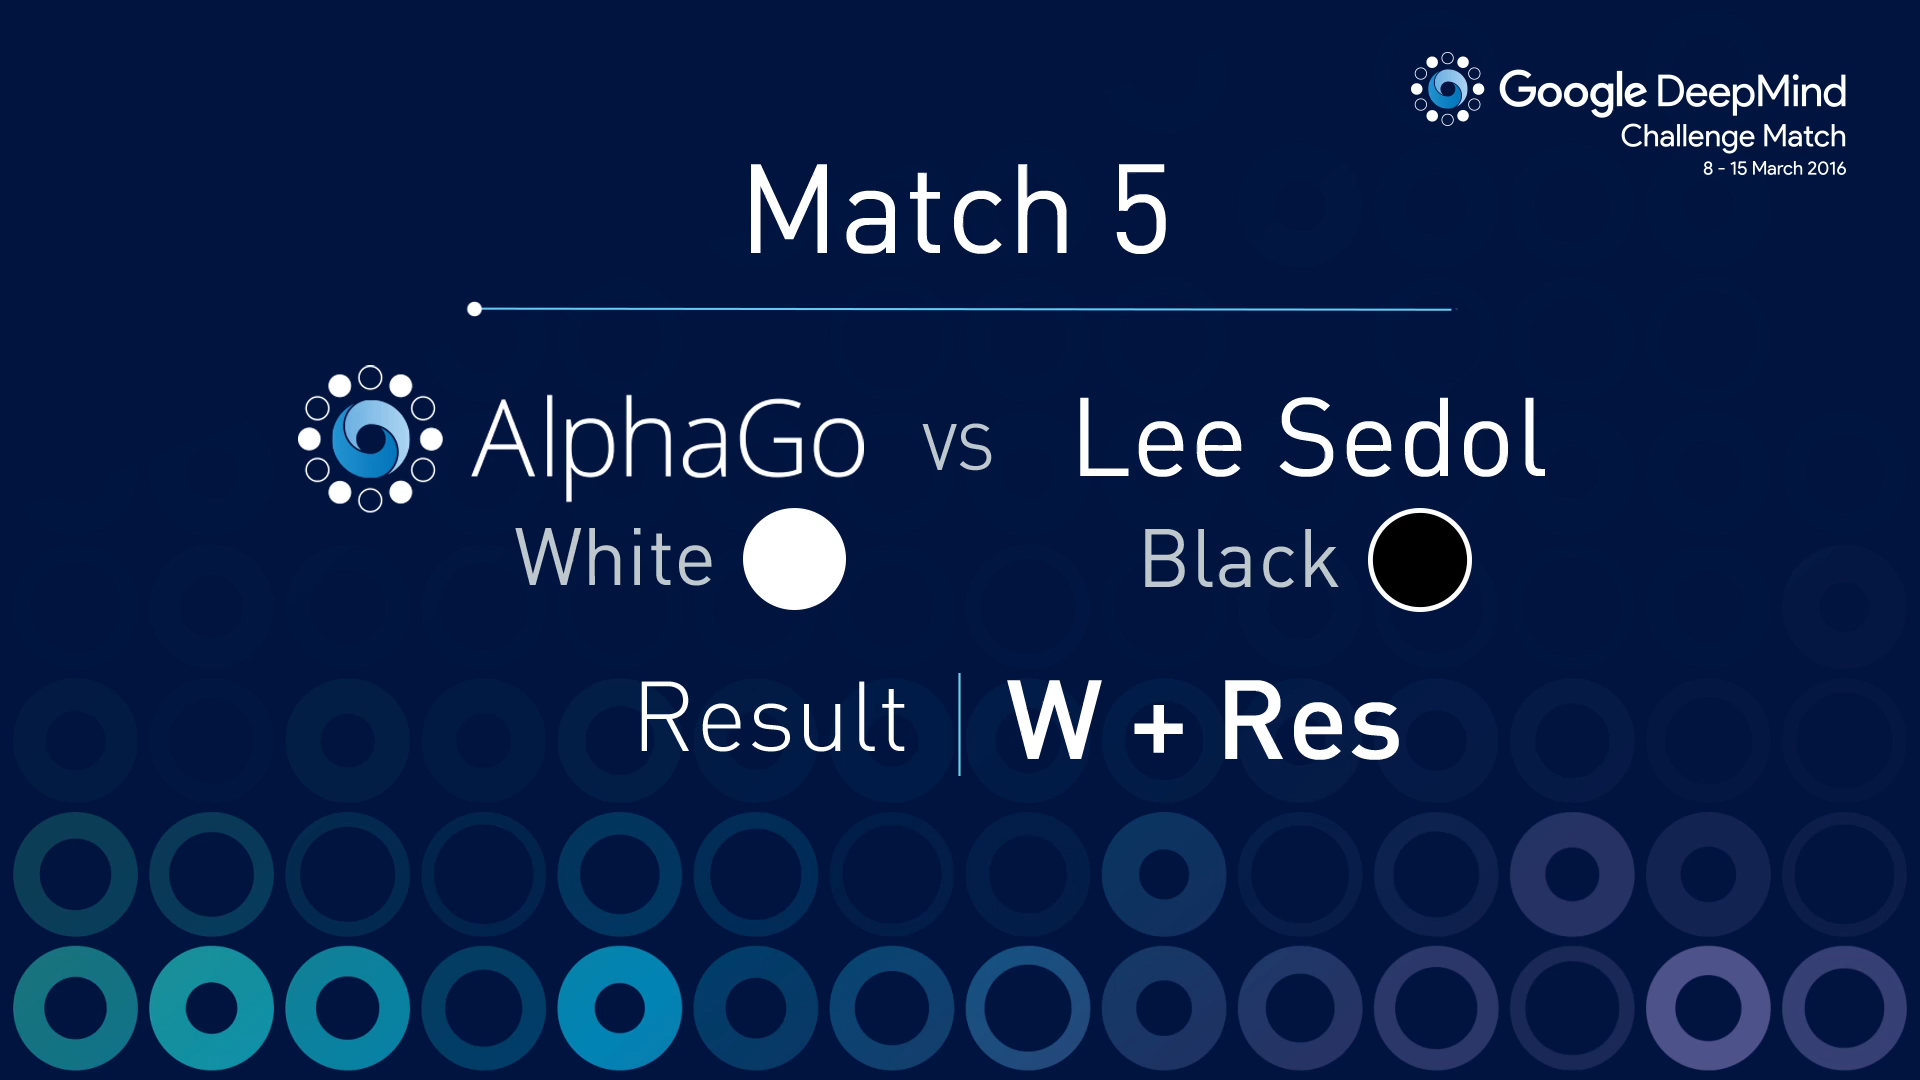 Google DeepMind
Challenge Match
8 - 15 March 2016
Match 5
AlphaGo vs Lee Sedol
White Black
Result | W + Res